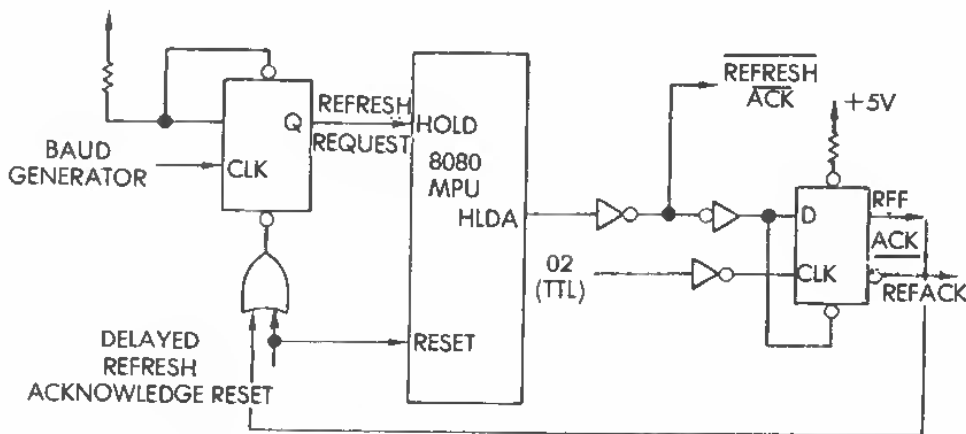 REFRESH
ACK
+5V
REFRESH
REQUEST
Q
HOLD
BAUD
GENERATOR
CLK
8080
MPU
HLDA
D
RFF
ACK
02
(TTL)
CLK
REFACK
RESET
DELAYED
REFRESH
ACKNOWLEDGE RESET